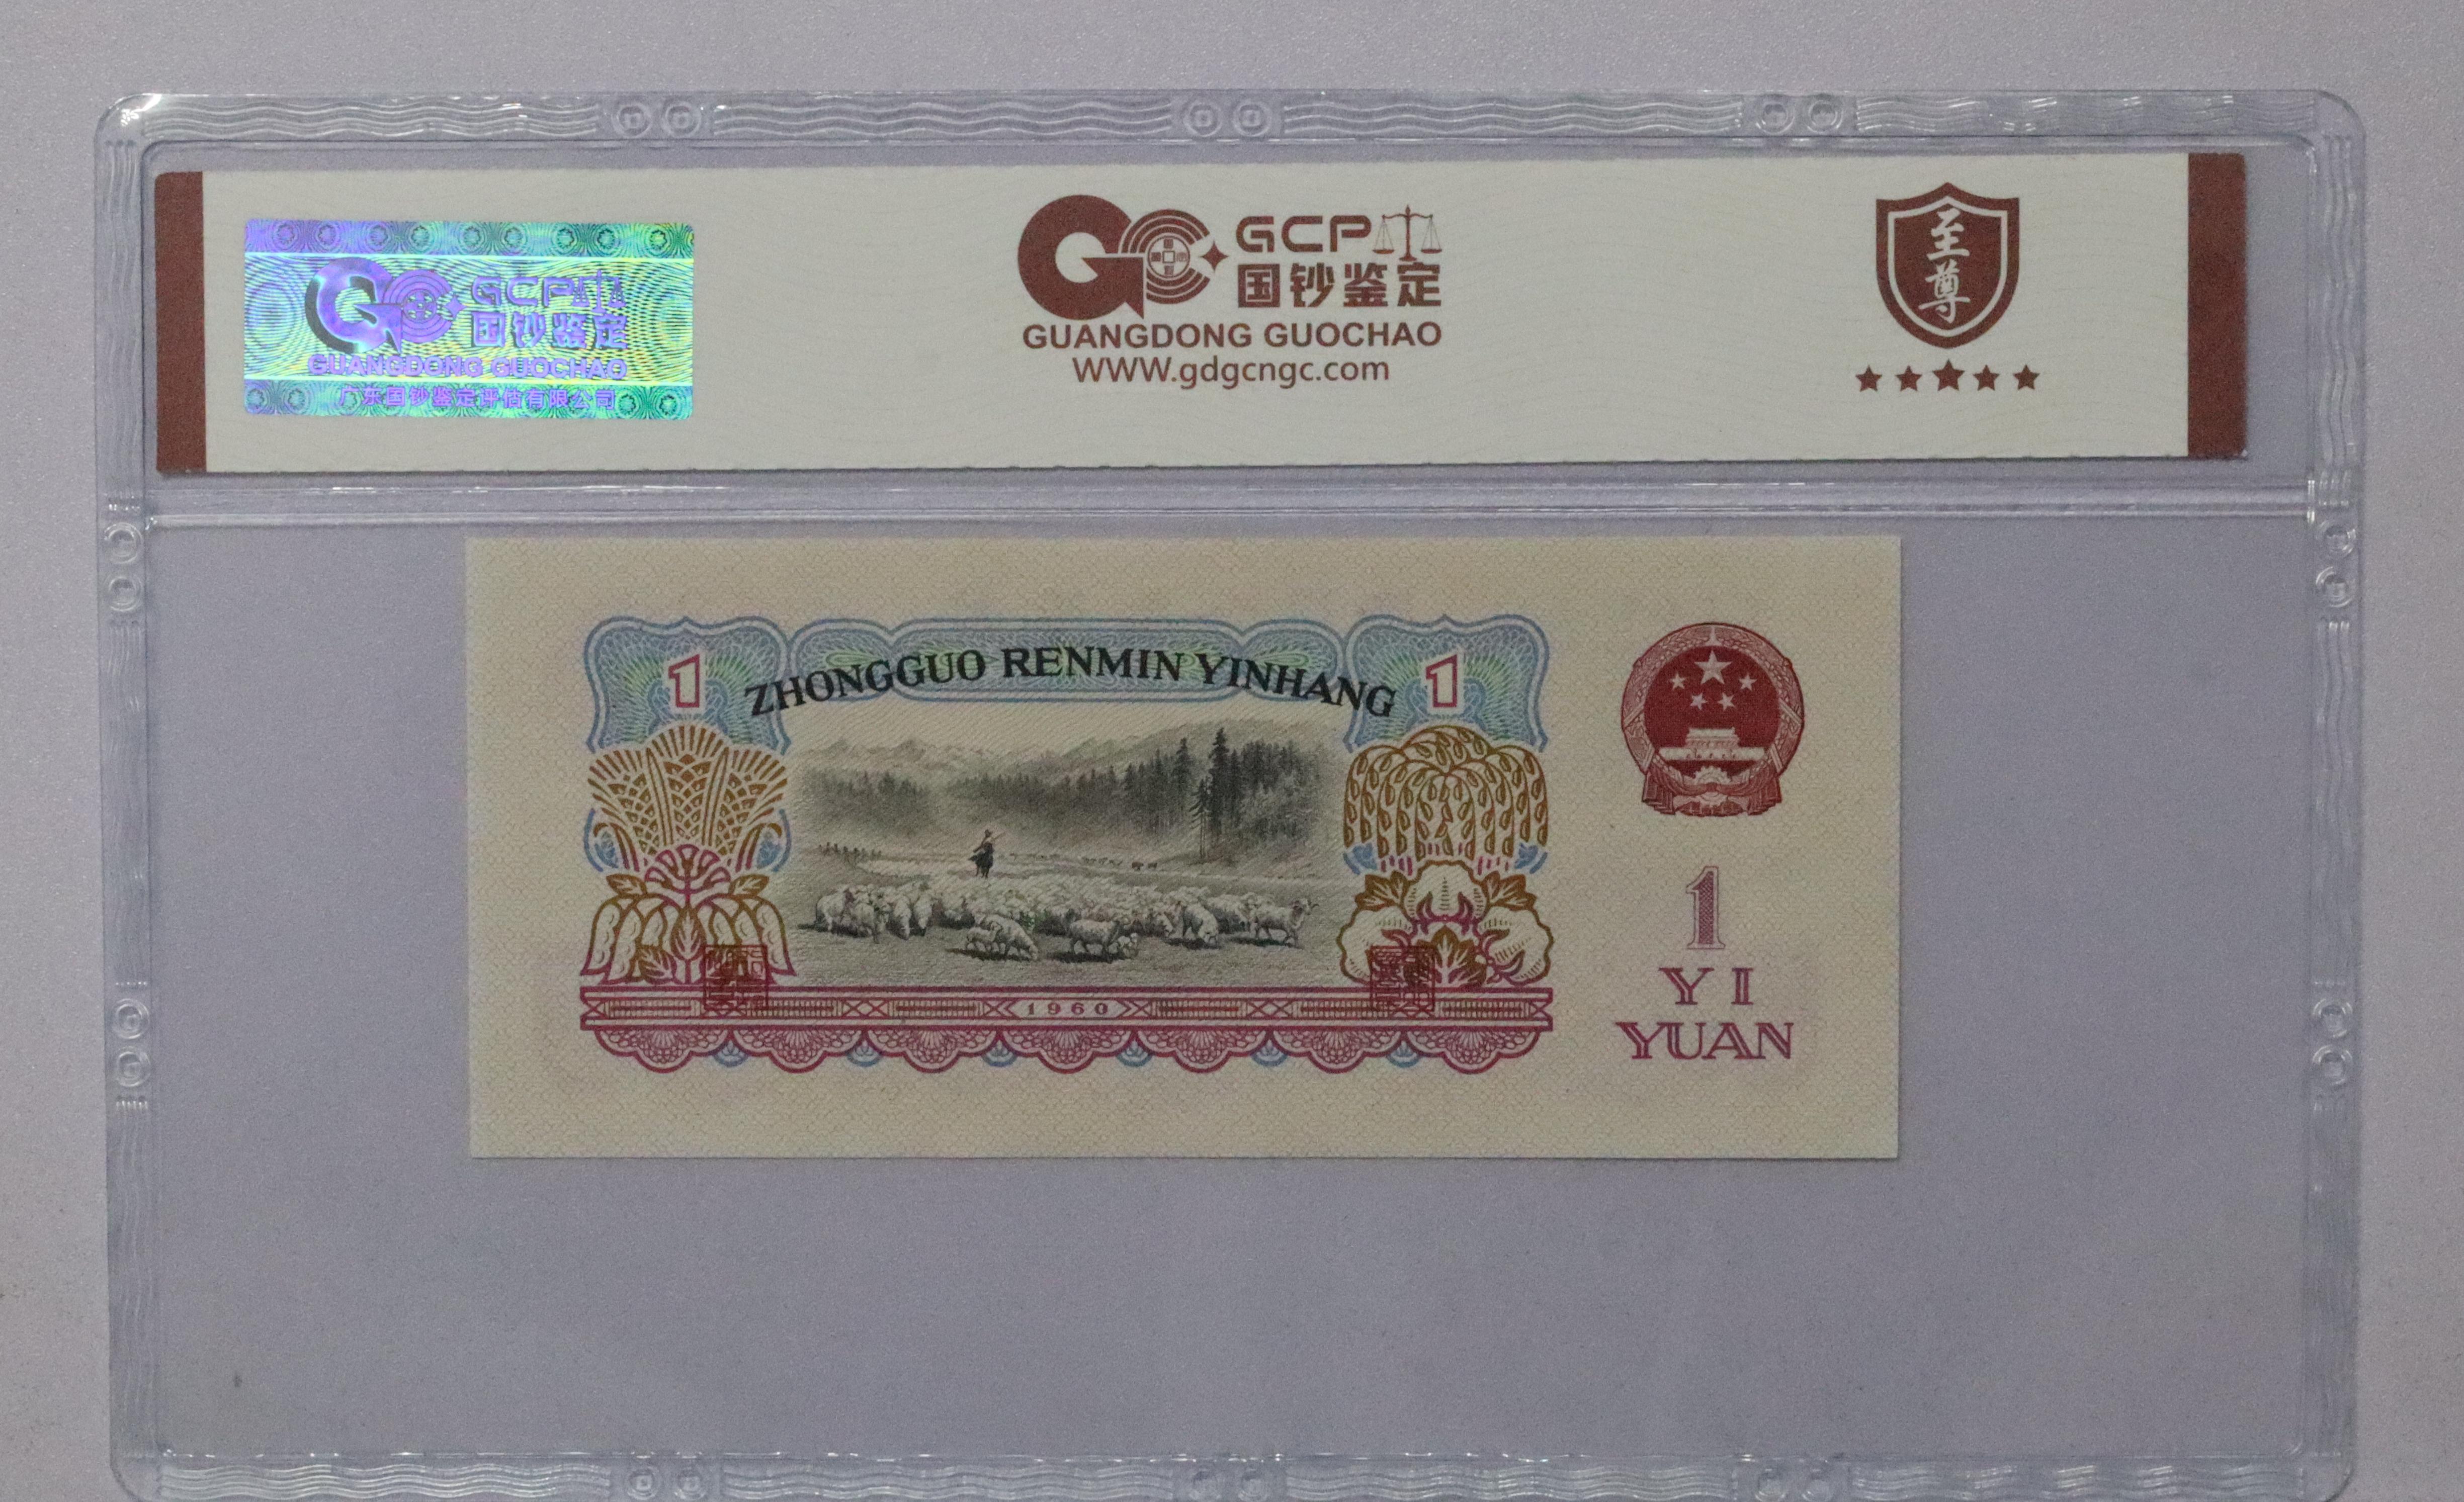 GCP
国钞鉴定
GUANGDONG GUOCHAO
广东国钞鉴定评估有限公司
GCP
国钞鉴定
GUANGDONG GUOCHAO
WWW.gdgcngc.com
至尊
1
ZHONGGUO RENMIN YINHANG
1
1960
1
YI
YUAN